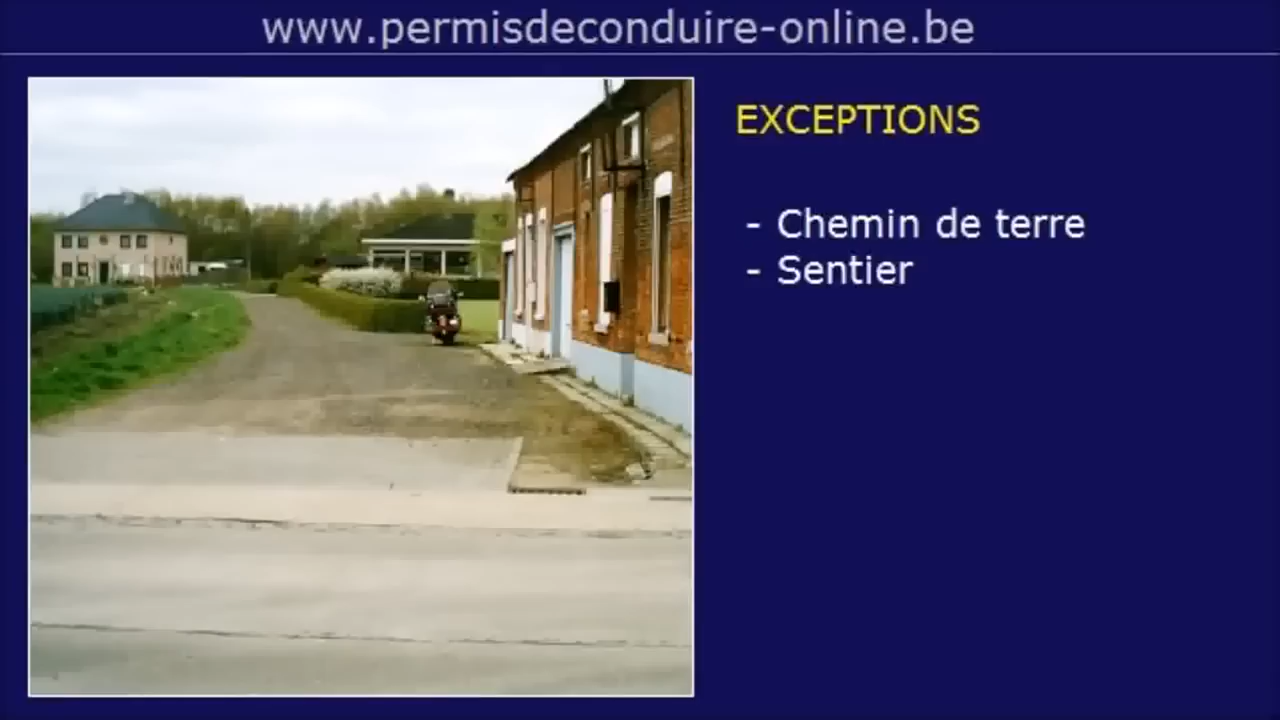 www.permisdeconduire-online.be
EXCEPTIONS
- Chemin de terre
- Sentier